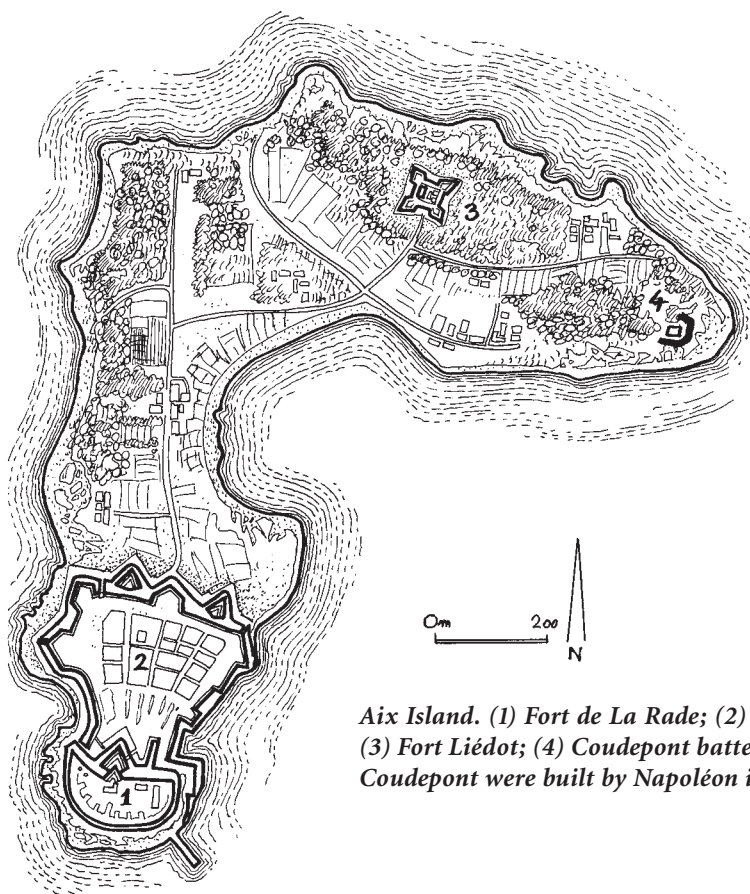 3
4
0m 200
N
2
Aix Island. (1) Fort de La Rade; (2)
(3) Fort Liédot; (4) Coudepont batte
Coudepont were built by Napoléon i
1